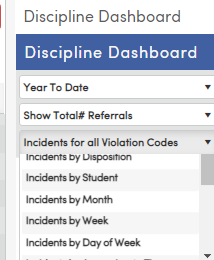 Discipline Dashboard
Discipline Dashboard
Year To Date
Show Total# Referrals
Incidents for all Violation Codes
Incidents by Disposition
Incidents by Student
Incidents by Month
Incidents by Week
Incidents by Day of Week